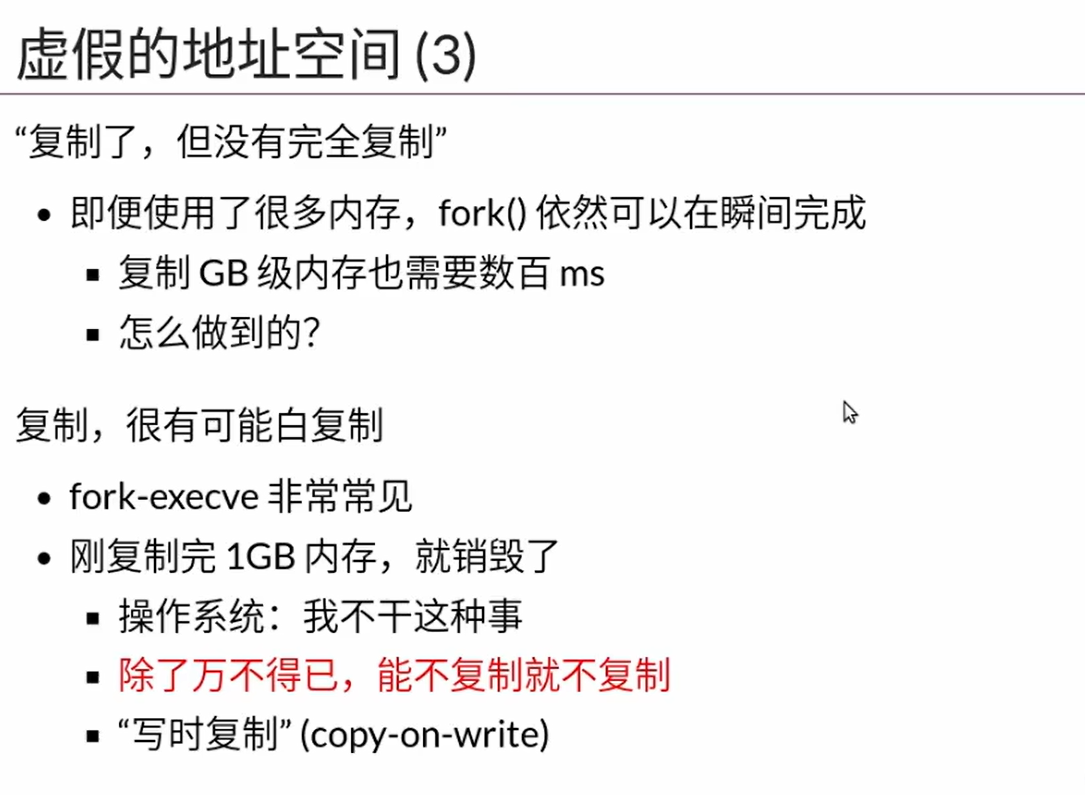 虚假的地址空间 (3)
“复制了，但没有完全复制”
• 即便使用了很多内存，fork() 依然可以在瞬间完成
▪ 复制 GB 级内存也需要数百 ms
▪ 怎么做到的？
复制，很有可能白复制
• fork-execve 非常常见
• 刚复制完 1GB 内存，就销毁了
▪ 操作系统：我不干这种事
▪ 除了万不得已，能不复制就不复制
▪ “写时复制” (copy-on-write)